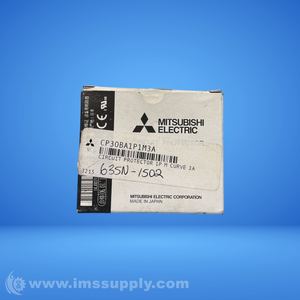 MITSUBISHI
ELECTRIC
CP30BA1P1M3A
CIRCUIT PROTECTOR 1P M CURVE 3A
635N-1502
MITSUBISHI ELECTRIC CORPORATION
MADE IN JAPAN
www.imssupply.com